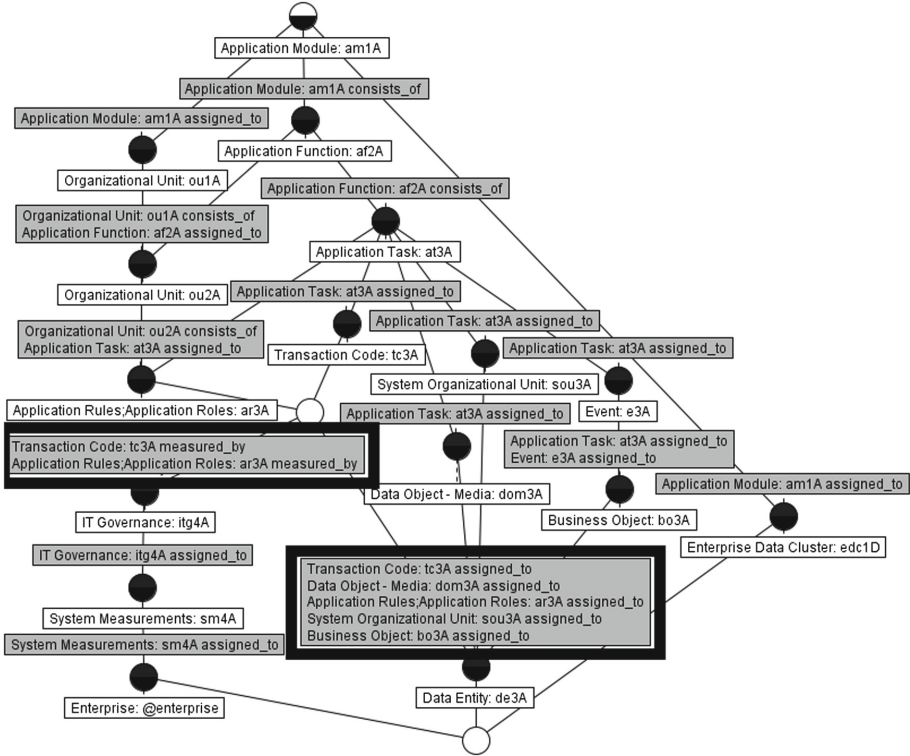 Application Module: am1A
Application Module: am1A consists_of
Application Module: am1A assigned_to
Application Function: af2A
Organizational Unit: ou1A
Application Function: af2A consists_of
Organizational Unit: ou1A consists_of
Application Function: af2A assigned_to
Application Task: at3A
Organizational Unit: ou2A
Application Task: at3A assigned_to
Organizational Unit: ou2A consists_of
Application Task: at3A assigned_to
Application Task: at3A assigned_to
Transaction Code: tc3A
Application Task: at3A assigned_to
System Organizational Unit: sou3A
Application Rules;Application Roles: ar3A
Application Task: at3A assigned_to
Event: e3A
Transaction Code: tc3A measured_by
Application Rules;Application Roles: ar3A measured_by
Application Task: at3A assigned_to
Event: e3A assigned_to
Data Object - Media: dom3A
Application Module: am1A assigned_to
IT Governance: itg4A
Business Object: bo3A
Enterprise Data Cluster: edc1D
IT Governance: itg4A assigned_to
Transaction Code: tc3A assigned_to
Data Object - Media: dom3A assigned_to
Application Rules;Application Roles: ar3A assigned_to
System Organizational Unit: sou3A assigned_to
Business Object: bo3A assigned_to
System Measurements: sm4A
System Measurements: sm4A assigned_to
Data Entity: de3A
Enterprise: @enterprise